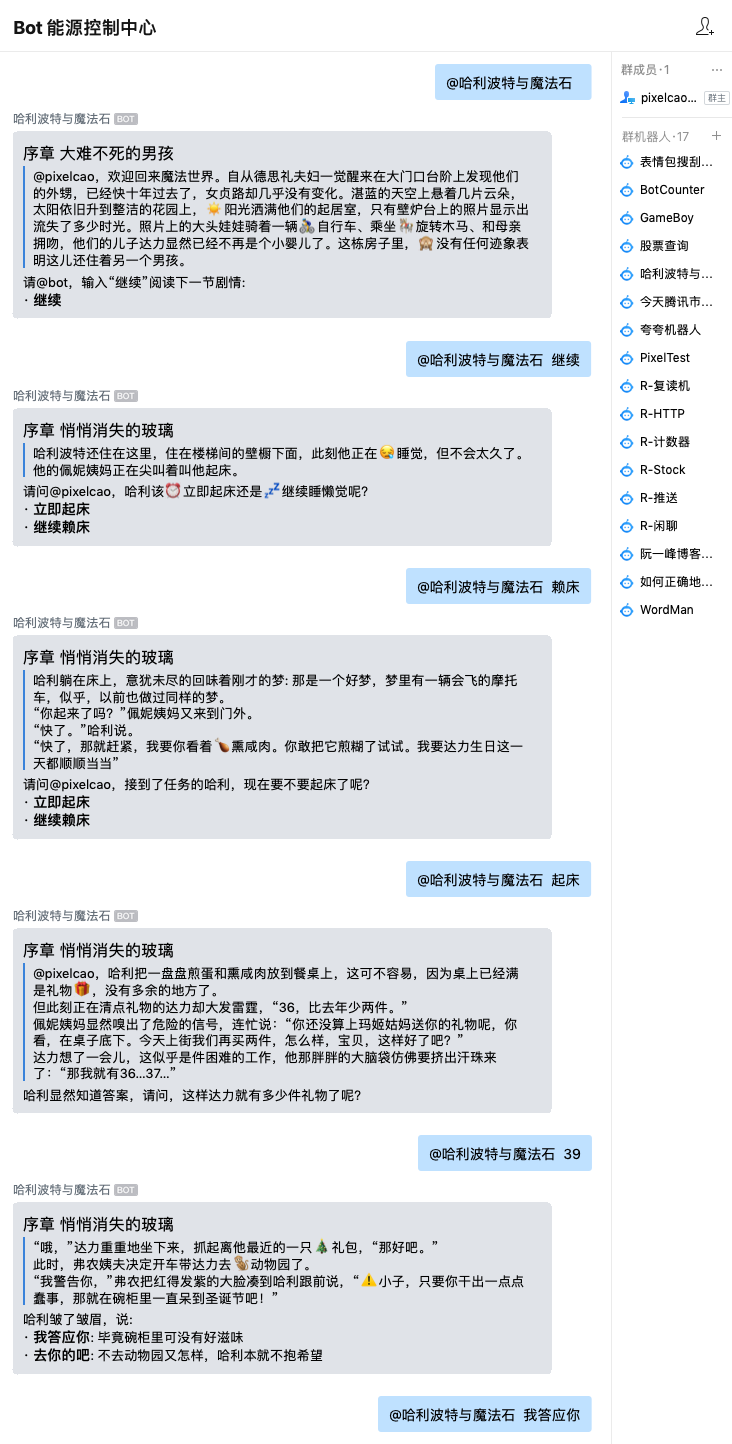 Bot 能源控制中心
@哈利波特与魔法石
哈利波特与魔法石 BOT
序章 大难不死的男孩
@pixelcao，欢迎回来魔法世界。自从德思礼夫妇一觉醒来在大门口台阶上发现他们
的外甥，已经快十年过去了，女贞路却几乎没有变化。湛蓝的天空上悬着几片云朵，
太阳依旧升到整洁的花园上，☀️阳光洒满他们的起居室，只有壁炉台上的照片显示出
流失了多少时光。照片上的大头娃娃骑着一辆🚴自行车、乘坐🎠旋转木马、和母亲
拥吻，他们的儿子达力显然已经不再是个小婴儿了。这栋房子里，🙈没有任何迹象表
明这儿还住着另一个男孩。
请@bot，输入“继续”阅读下一节剧情:
· 继续
@哈利波特与魔法石 继续
哈利波特与魔法石 BOT
序章 悄悄消失的玻璃
哈利波特还住在这里，住在楼梯间的壁橱下面，此刻他正在😪睡觉，但不会太久了。
他的佩妮姨妈正在尖叫着叫他起床。
请问@pixelcao，哈利该⏰立即起床还是💤继续睡懒觉呢?
· 立即起床
· 继续赖床
@哈利波特与魔法石 赖床
哈利波特与魔法石 BOT
序章 悄悄消失的玻璃
哈利躺在床上，意犹未尽的回味着刚才的梦: 那是一个好梦，梦里有一辆会飞的摩托
车，似乎，以前也做过同样的梦。
“你起来了吗？”佩妮姨妈又来到门外。
“快了。”哈利说。
“快了，那就赶紧，我要你看着🍠熏咸肉。你敢把它煎糊了试试。我要达力生日这一
天都顺顺当当”
请问@pixelcao，接到了任务的哈利，现在要不要起床了呢?
· 立即起床
· 继续赖床
@哈利波特与魔法石 起床
哈利波特与魔法石 BOT
序章 悄悄消失的玻璃
@pixelcao，哈利把一盘盘煎蛋和熏咸肉放到餐桌上，这可不容易，因为桌上已经满
是礼物🎁，没有多余的地方了。
但此刻正在清点礼物的达力却大发雷霆，“36，比去年少两件。”
佩妮姨妈显然嗅出了危险的信号，连忙说：“你还没算上玛姬姑妈送你的礼物呢，你
看，在桌子底下。今天上街我们再买两件，怎么样，宝贝，这样好了吧？”
达力想了一会儿，这似乎是件困难的工作，他那胖胖的大脑袋仿佛要挤出汗珠来
了：“那我就有36...37...”
哈利显然知道答案，请问，这样达力就有多少件礼物了呢?
@哈利波特与魔法石 39
哈利波特与魔法石 BOT
序章 悄悄消失的玻璃
“哦，”达力重重地坐下来，抓起离他最近的一只🎄礼包，“那好吧。”
此时，弗农姨夫决定开车带达力去🐒动物园了。
“我警告你，”弗农把红得发紫的大脸凑到哈利跟前说，“⚠️小子，只要你干出一点点
蠢事，那就在碗柜里一直呆到圣诞节吧！”
哈利皱了皱眉，说:
· 我答应你: 毕竟碗柜里可没有好滋味
· 去你的吧: 不去动物园又怎样，哈利本就不抱希望
@哈利波特与魔法石 我答应你
群成员·1 ···
pixelcao... 群主
群机器人·17 +
表情包搜刮...
BotCounter
GameBoy
股票查询
哈利波特与...
今天腾讯市...
夸夸机器人
PixelTest
R-复读机
R-HTTP
R-计数器
R-Stock
R-推送
R-闲聊
阮一峰博客...
如何正确地...
WordMan